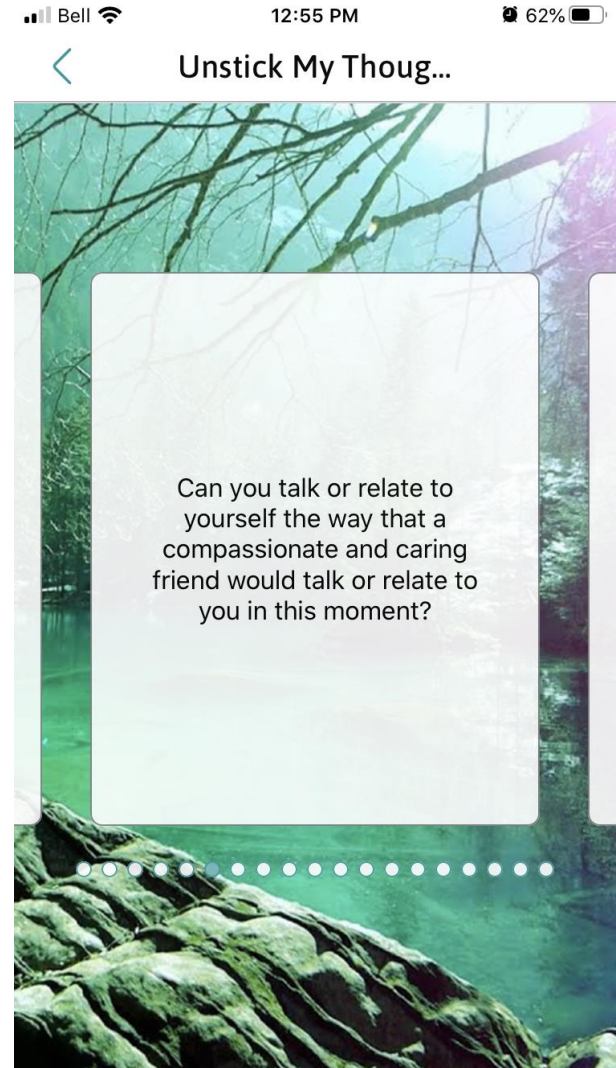 Bell 12:55 PM 62%
Unstick My Thoug...
Can you talk or relate to
yourself the way that a
compassionate and caring
friend would talk or relate to
you in this moment?